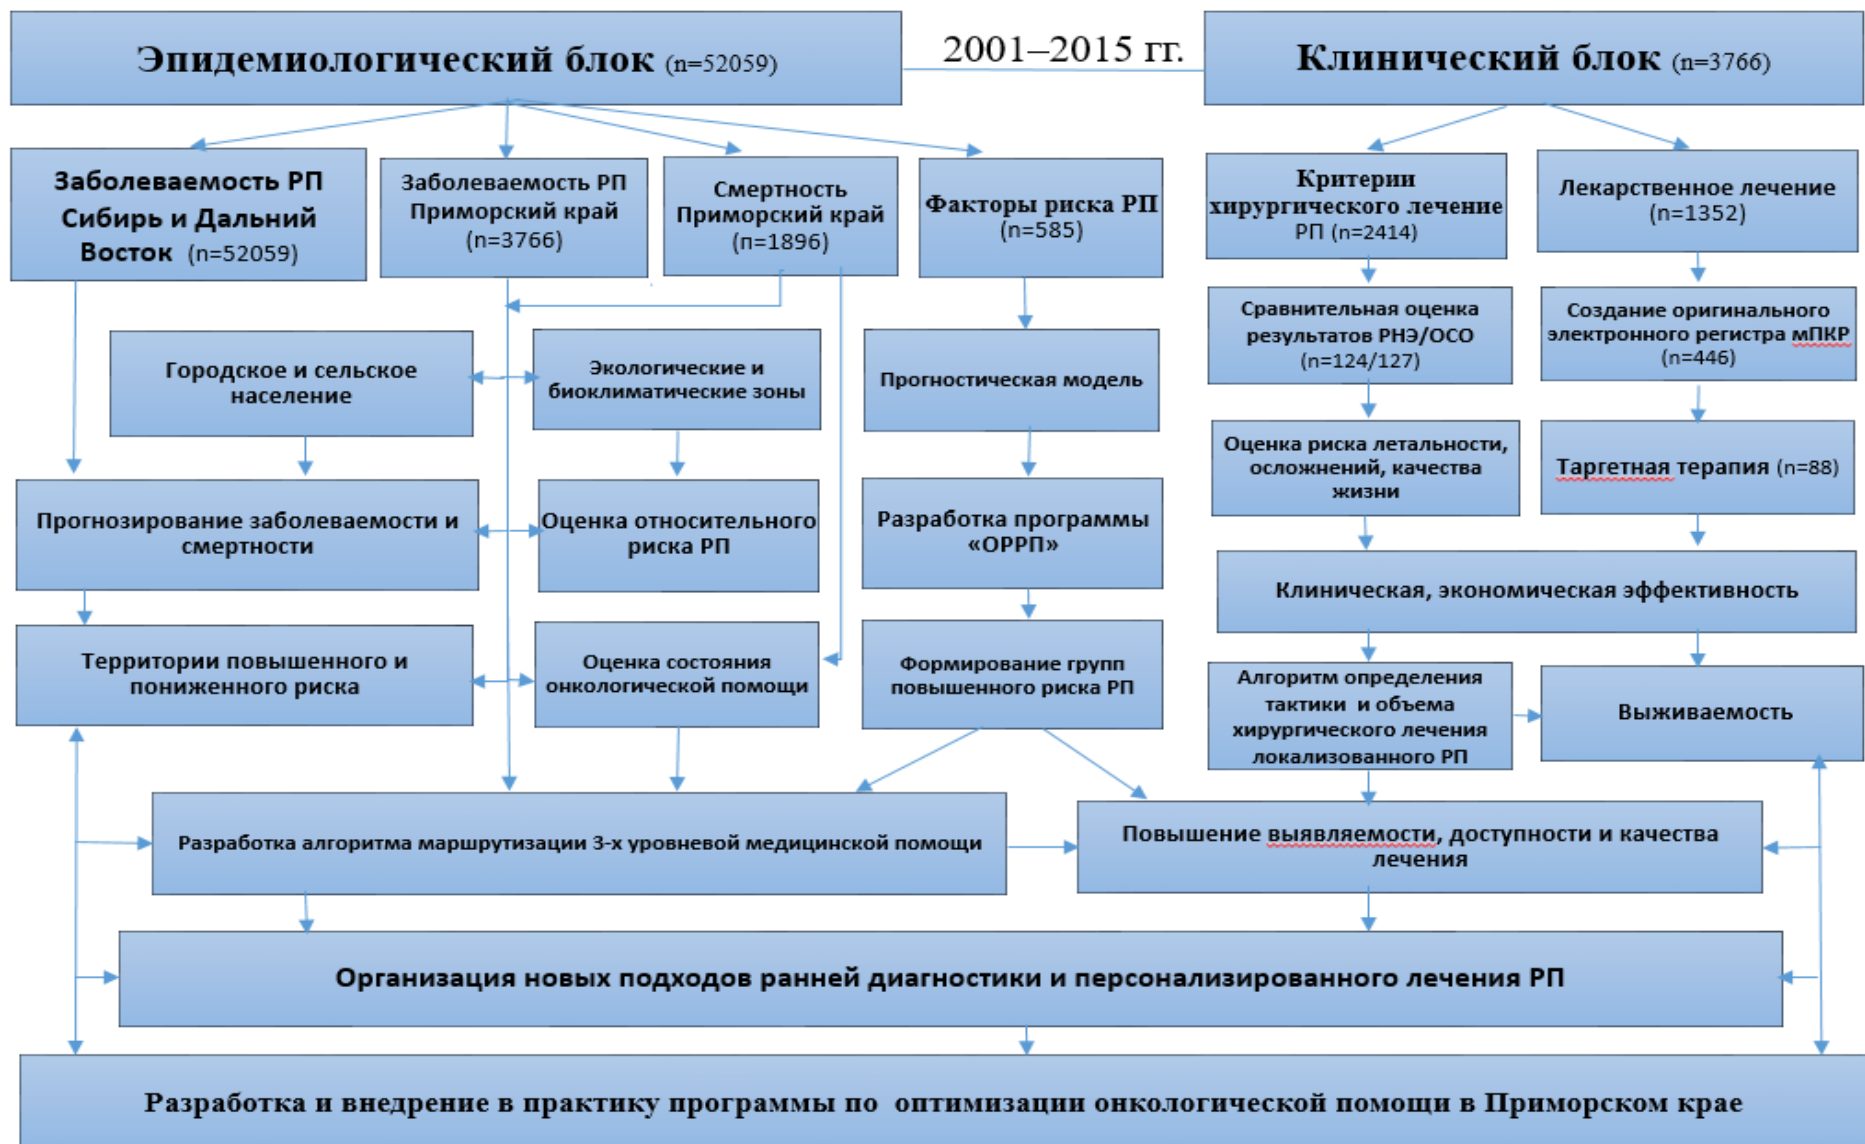 Эпидемиологический блок (n=52059)
2001–2015 гг.
Клинический блок (n=3766)
Заболеваемость РП
Сибирь и Дальний
Восток (n=52059)
Заболеваемость РП
Приморский край
(n=3766)
Смертность
Приморский край
(n=1896)
Факторы риска РП
(n=585)
Критерии
хирургического лечение
РП (n=2414)
Лекарственное лечение
(n=1352)
Городское и сельское
население
Экологические и
биоклиматические зоны
Прогностическая модель
Сравнительная оценка
результатов РНЭ/ОСО
(n=124/127)
Создание оригинального
электронного регистра мПКР
(n=446)
Оценка риска летальности,
осложнений, качества
жизни
Таргетная терапия (n=88)
Прогнозирование заболеваемости и
смертности
Оценка относительного
риска РП
Разработка программы
«ОРРП»
Клиническая, экономическая эффективность
Территории повышенного и
пониженного риска
Оценка состояния
онкологической помощи
Формирование групп
повышенного риска РП
Алгоритм определения
тактики и объема
хирургического лечения
локализованного РП
Выживаемость
Разработка алгоритма маршрутизации 3-х уровневой медицинской помощи
Повышение выявляемости, доступности и качества
лечения
Организация новых подходов ранней диагностики и персонализированного лечения РП
Разработка и внедрение в практику программы по оптимизации онкологической помощи в Приморском крае